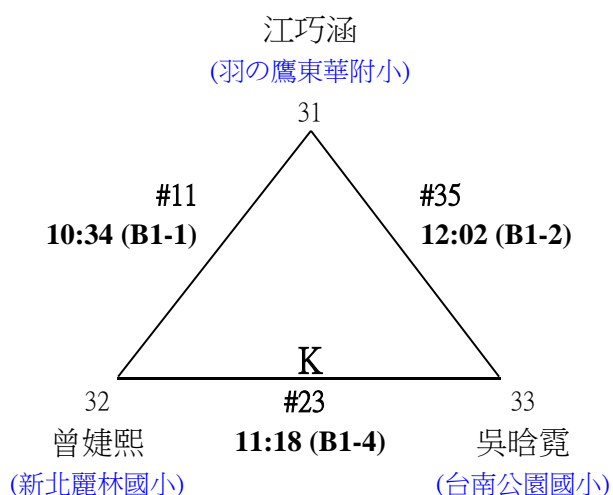 江巧涵
(羽の鷹東華附小)
31
#11
#35
10:34 (B1-1)
12:02 (B1-2)
K
32
#23
33
曾婕熙
11:18 (B1-4)
吳晗霓
(新北麗林國小)
(台南公園國小)